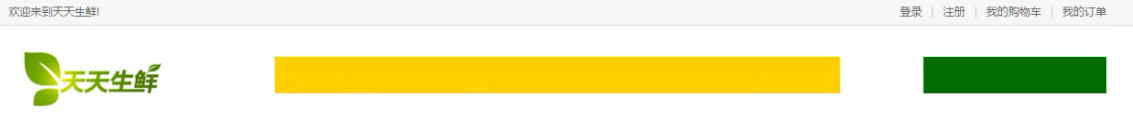 欢迎来到天天生鲜!
登录 | 注册 | 我的购物车 | 我的订单
天天生鲜